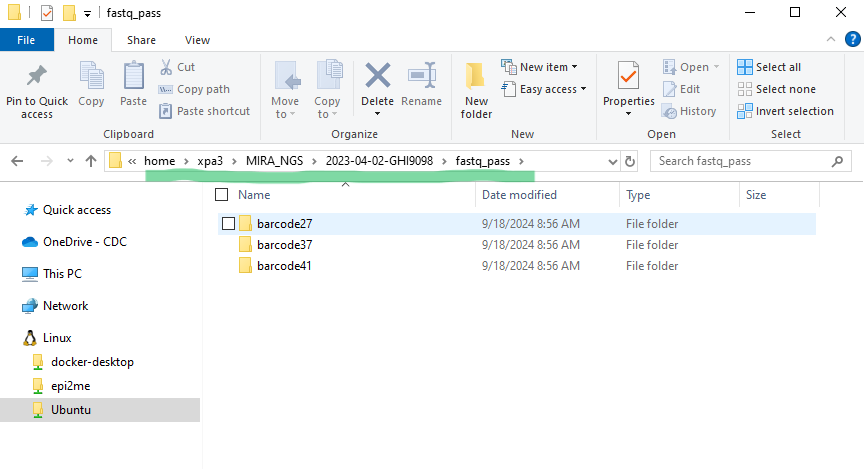 fastq_pass
File Home Share View
Pin to Quick access
Copy
Paste
Cut
Copy path
Paste shortcut
Clipboard
Move to
Copy to
Delete
Rename
Organize
New folder
New item
Easy access
New
Properties
Open
Edit
History
Open
Select all
Select none
Invert selection
Select
« home > xpa3 > MIRA_NGS > 2023-04-02-GHI9098 > fastq_pass >
Search fastq_pass
Name Date modified Type Size
barcode27 9/18/2024 8:56 AM File folder
barcode37 9/18/2024 8:56 AM File folder
barcode41 9/18/2024 8:56 AM File folder
Quick access
OneDrive - CDC
This PC
Network
Linux
docker-desktop
epi2me
Ubuntu